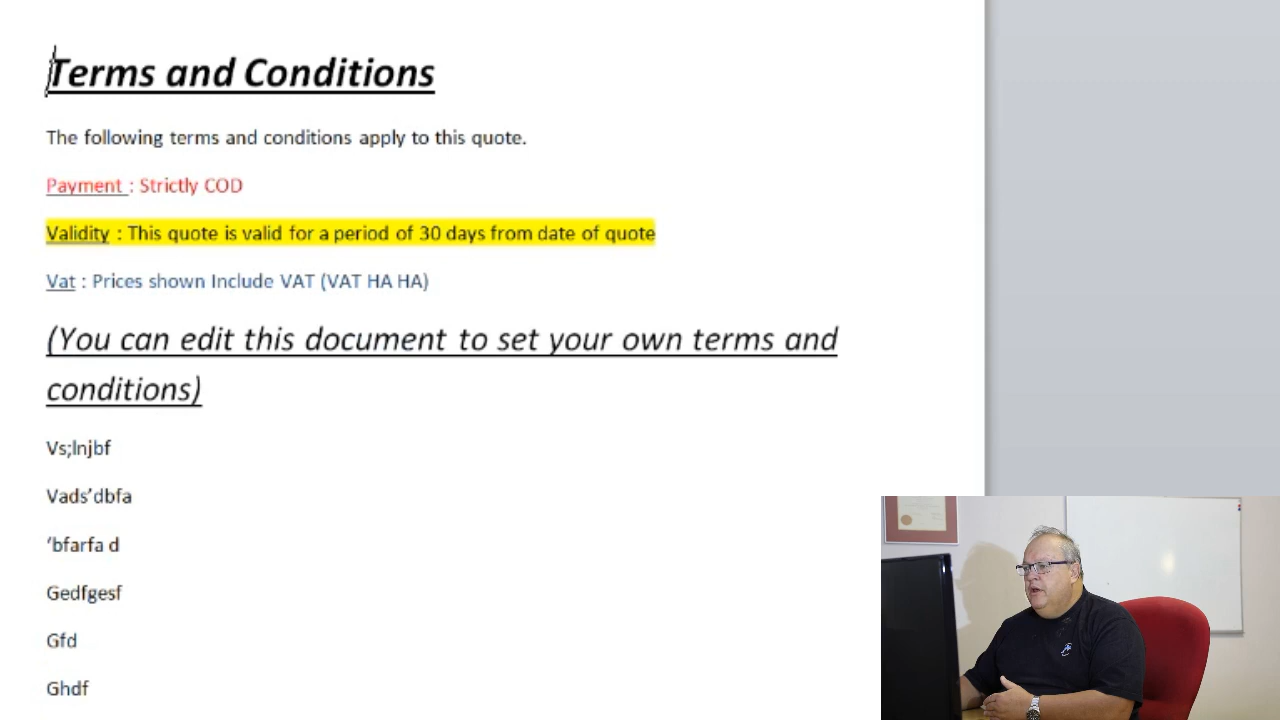 Terms and Conditions
The following terms and conditions apply to this quote.
Payment : Strictly COD
Validity : This quote is valid for a period of 30 days from date of quote
Vat : Prices shown Include VAT (VAT HA HA)
(You can edit this document to set your own terms and
conditions)
Vs;lnjbf
Vads’dbfa
‘bfarfa d
Gedfgesf
Gfd
Ghdf